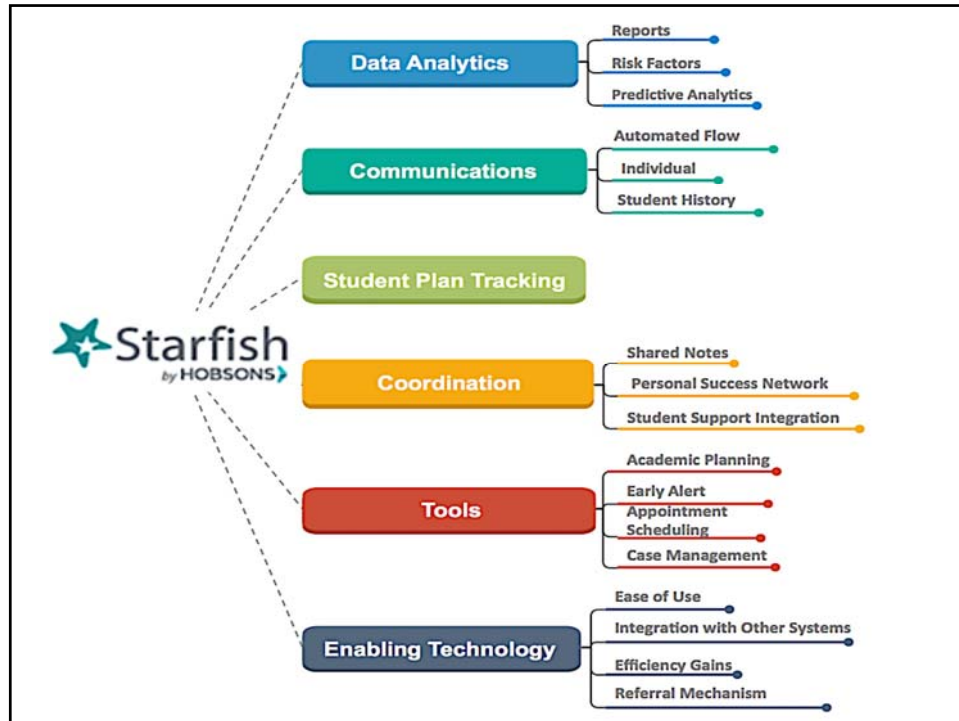 Data Analytics
Reports
Risk Factors
Predictive Analytics
Communications
Automated Flow
Individual
Student History
Student Plan Tracking
Starfish
by HOBSONS
Coordination
Shared Notes
Personal Success Network
Student Support Integration
Tools
Academic Planning
Early Alert
Appointment
Scheduling
Case Management
Enabling Technology
Ease of Use
Integration with Other Systems
Efficiency Gains
Referral Mechanism